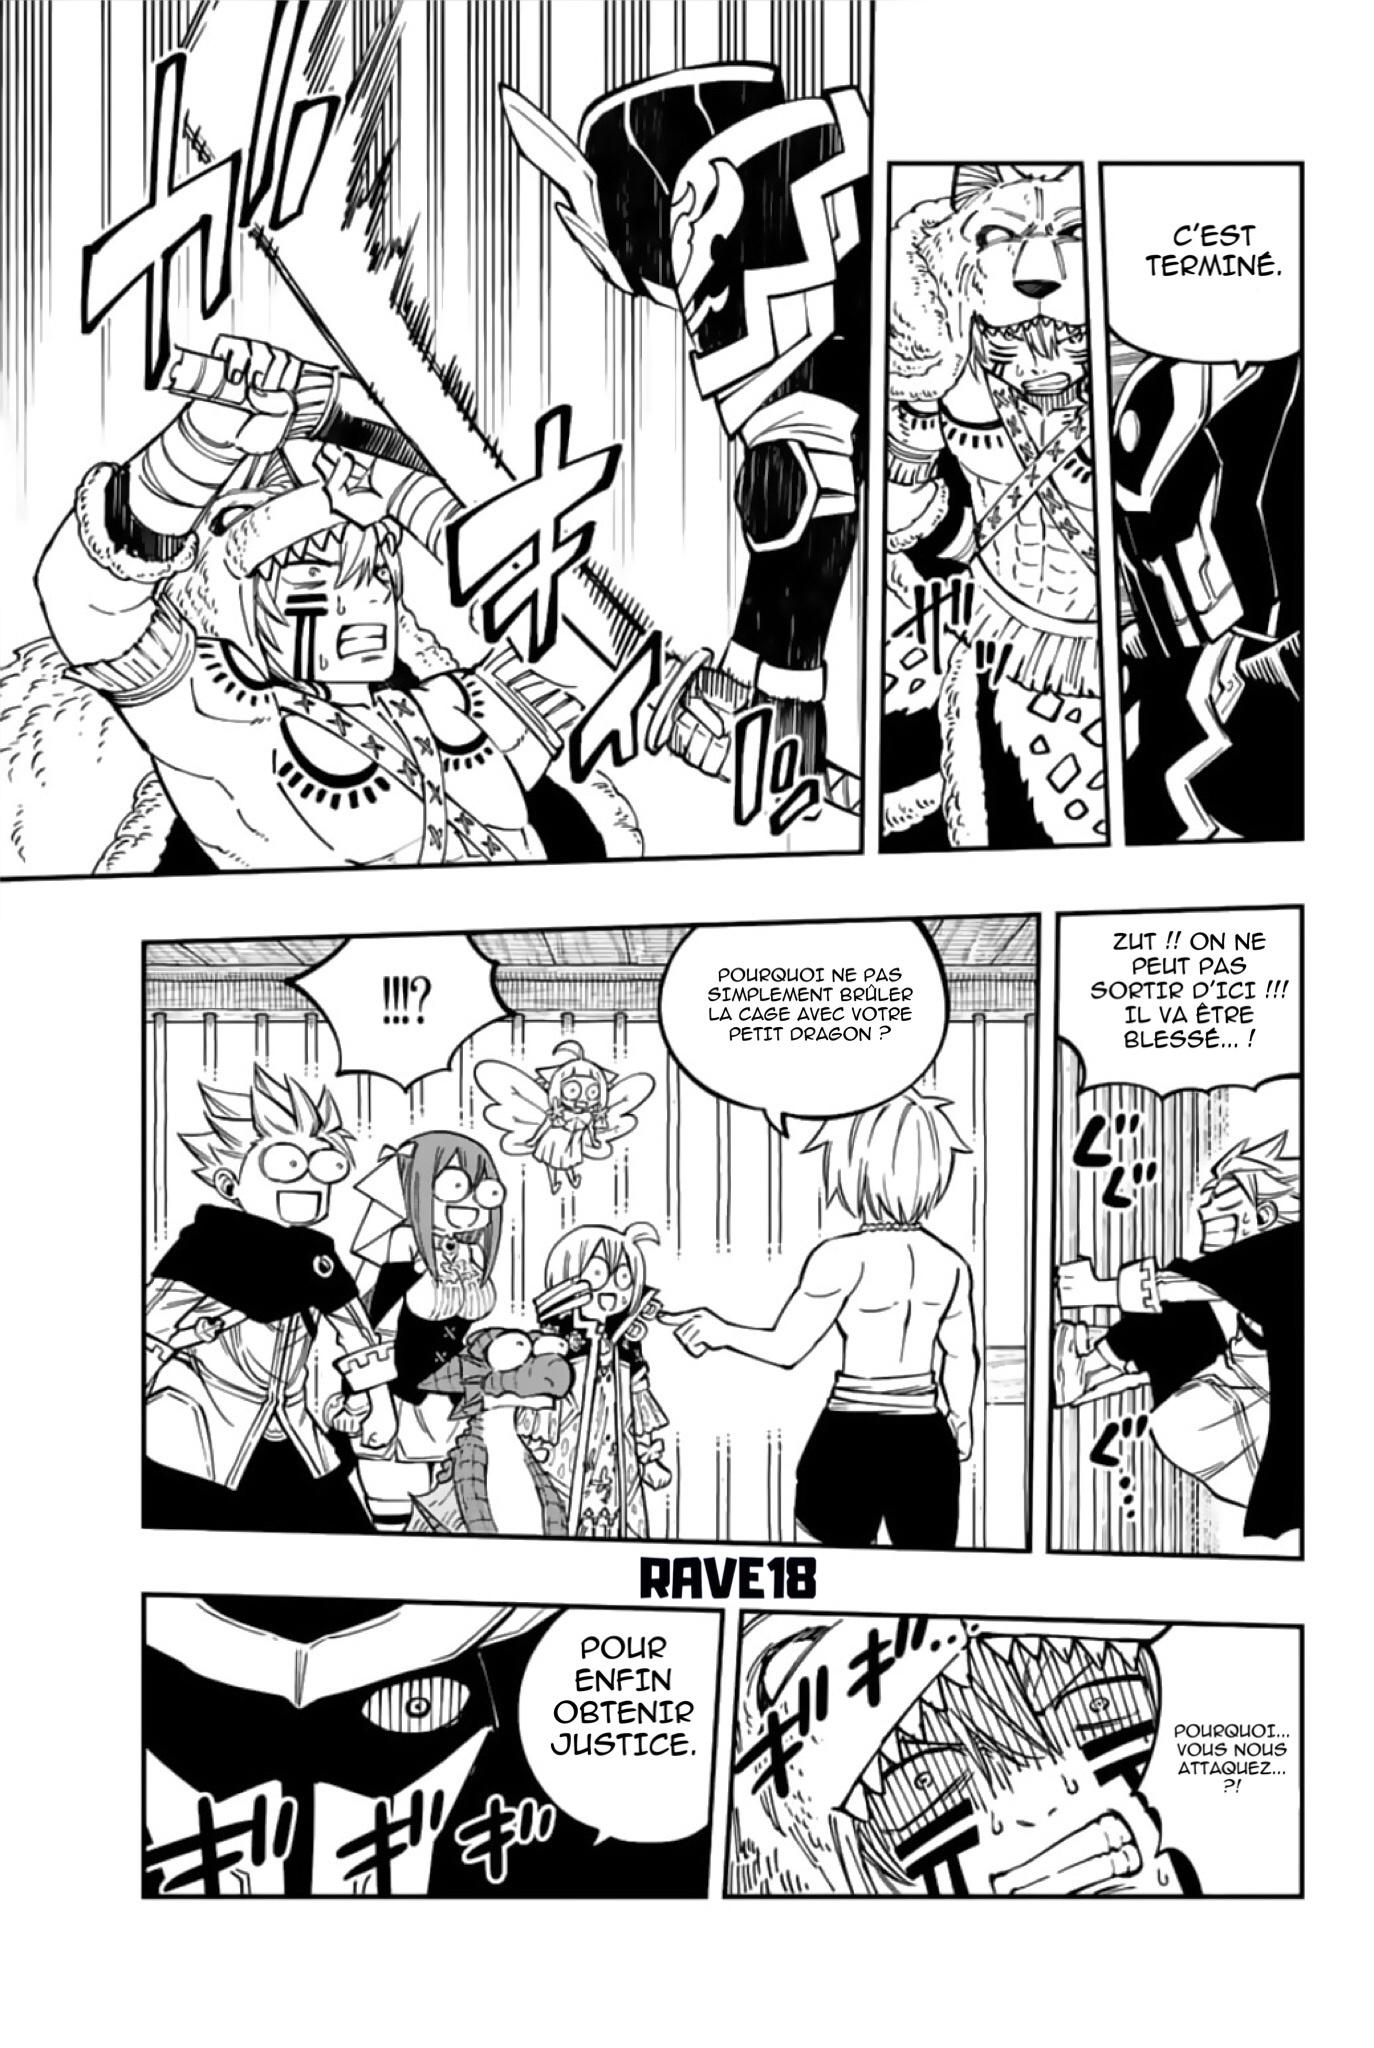 C'EST
TERMINÉ.
ZUT !! ON NE
PEUT PAS
SORTIR D'ICI !!!
IL VA ÊTRE
BLESSÉ... !
POURQUOI NE PAS
SIMPLEMENT BRÛLER
LA CAGE AVEC VOTRE
PETIT DRAGON ?
!!!?
RAVE18
POURQUOI...
VOUS NOUS
ATTAQUEZ...
?!
POUR
ENFIN
OBTENIR
JUSTICE.